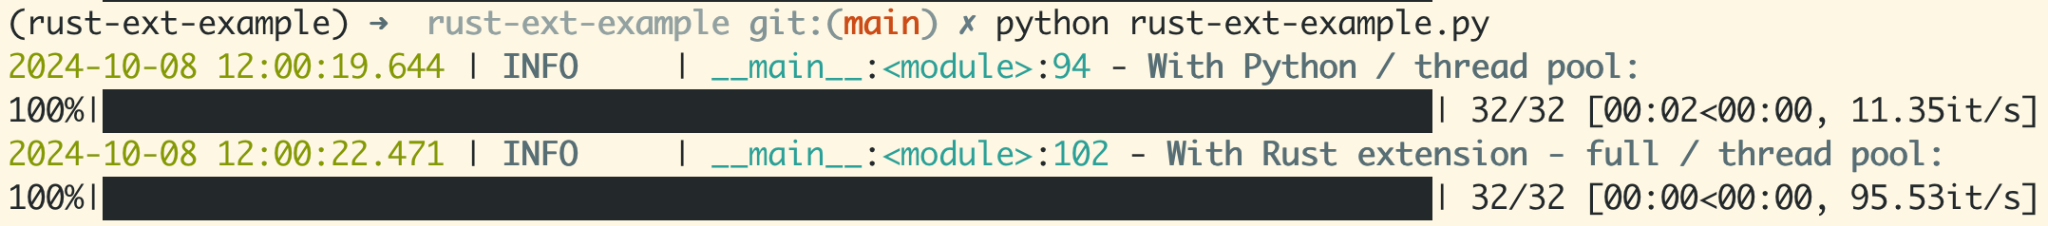 (rust-ext-example) ➜  rust-ext-example git:(main) ✗ python rust-ext-example.py
2024-10-08 12:00:19.644 | INFO     | __main__:<module>:94 - With Python / thread pool:
100%|██████████████████████████████████████████████████████████████████████| 32/32 [00:02<00:00, 11.35it/s]
2024-10-08 12:00:22.471 | INFO     | __main__:<module>:102 - With Rust extension - full / thread pool:
100%|██████████████████████████████████████████████████████████████████████| 32/32 [00:00<00:00, 95.53it/s]